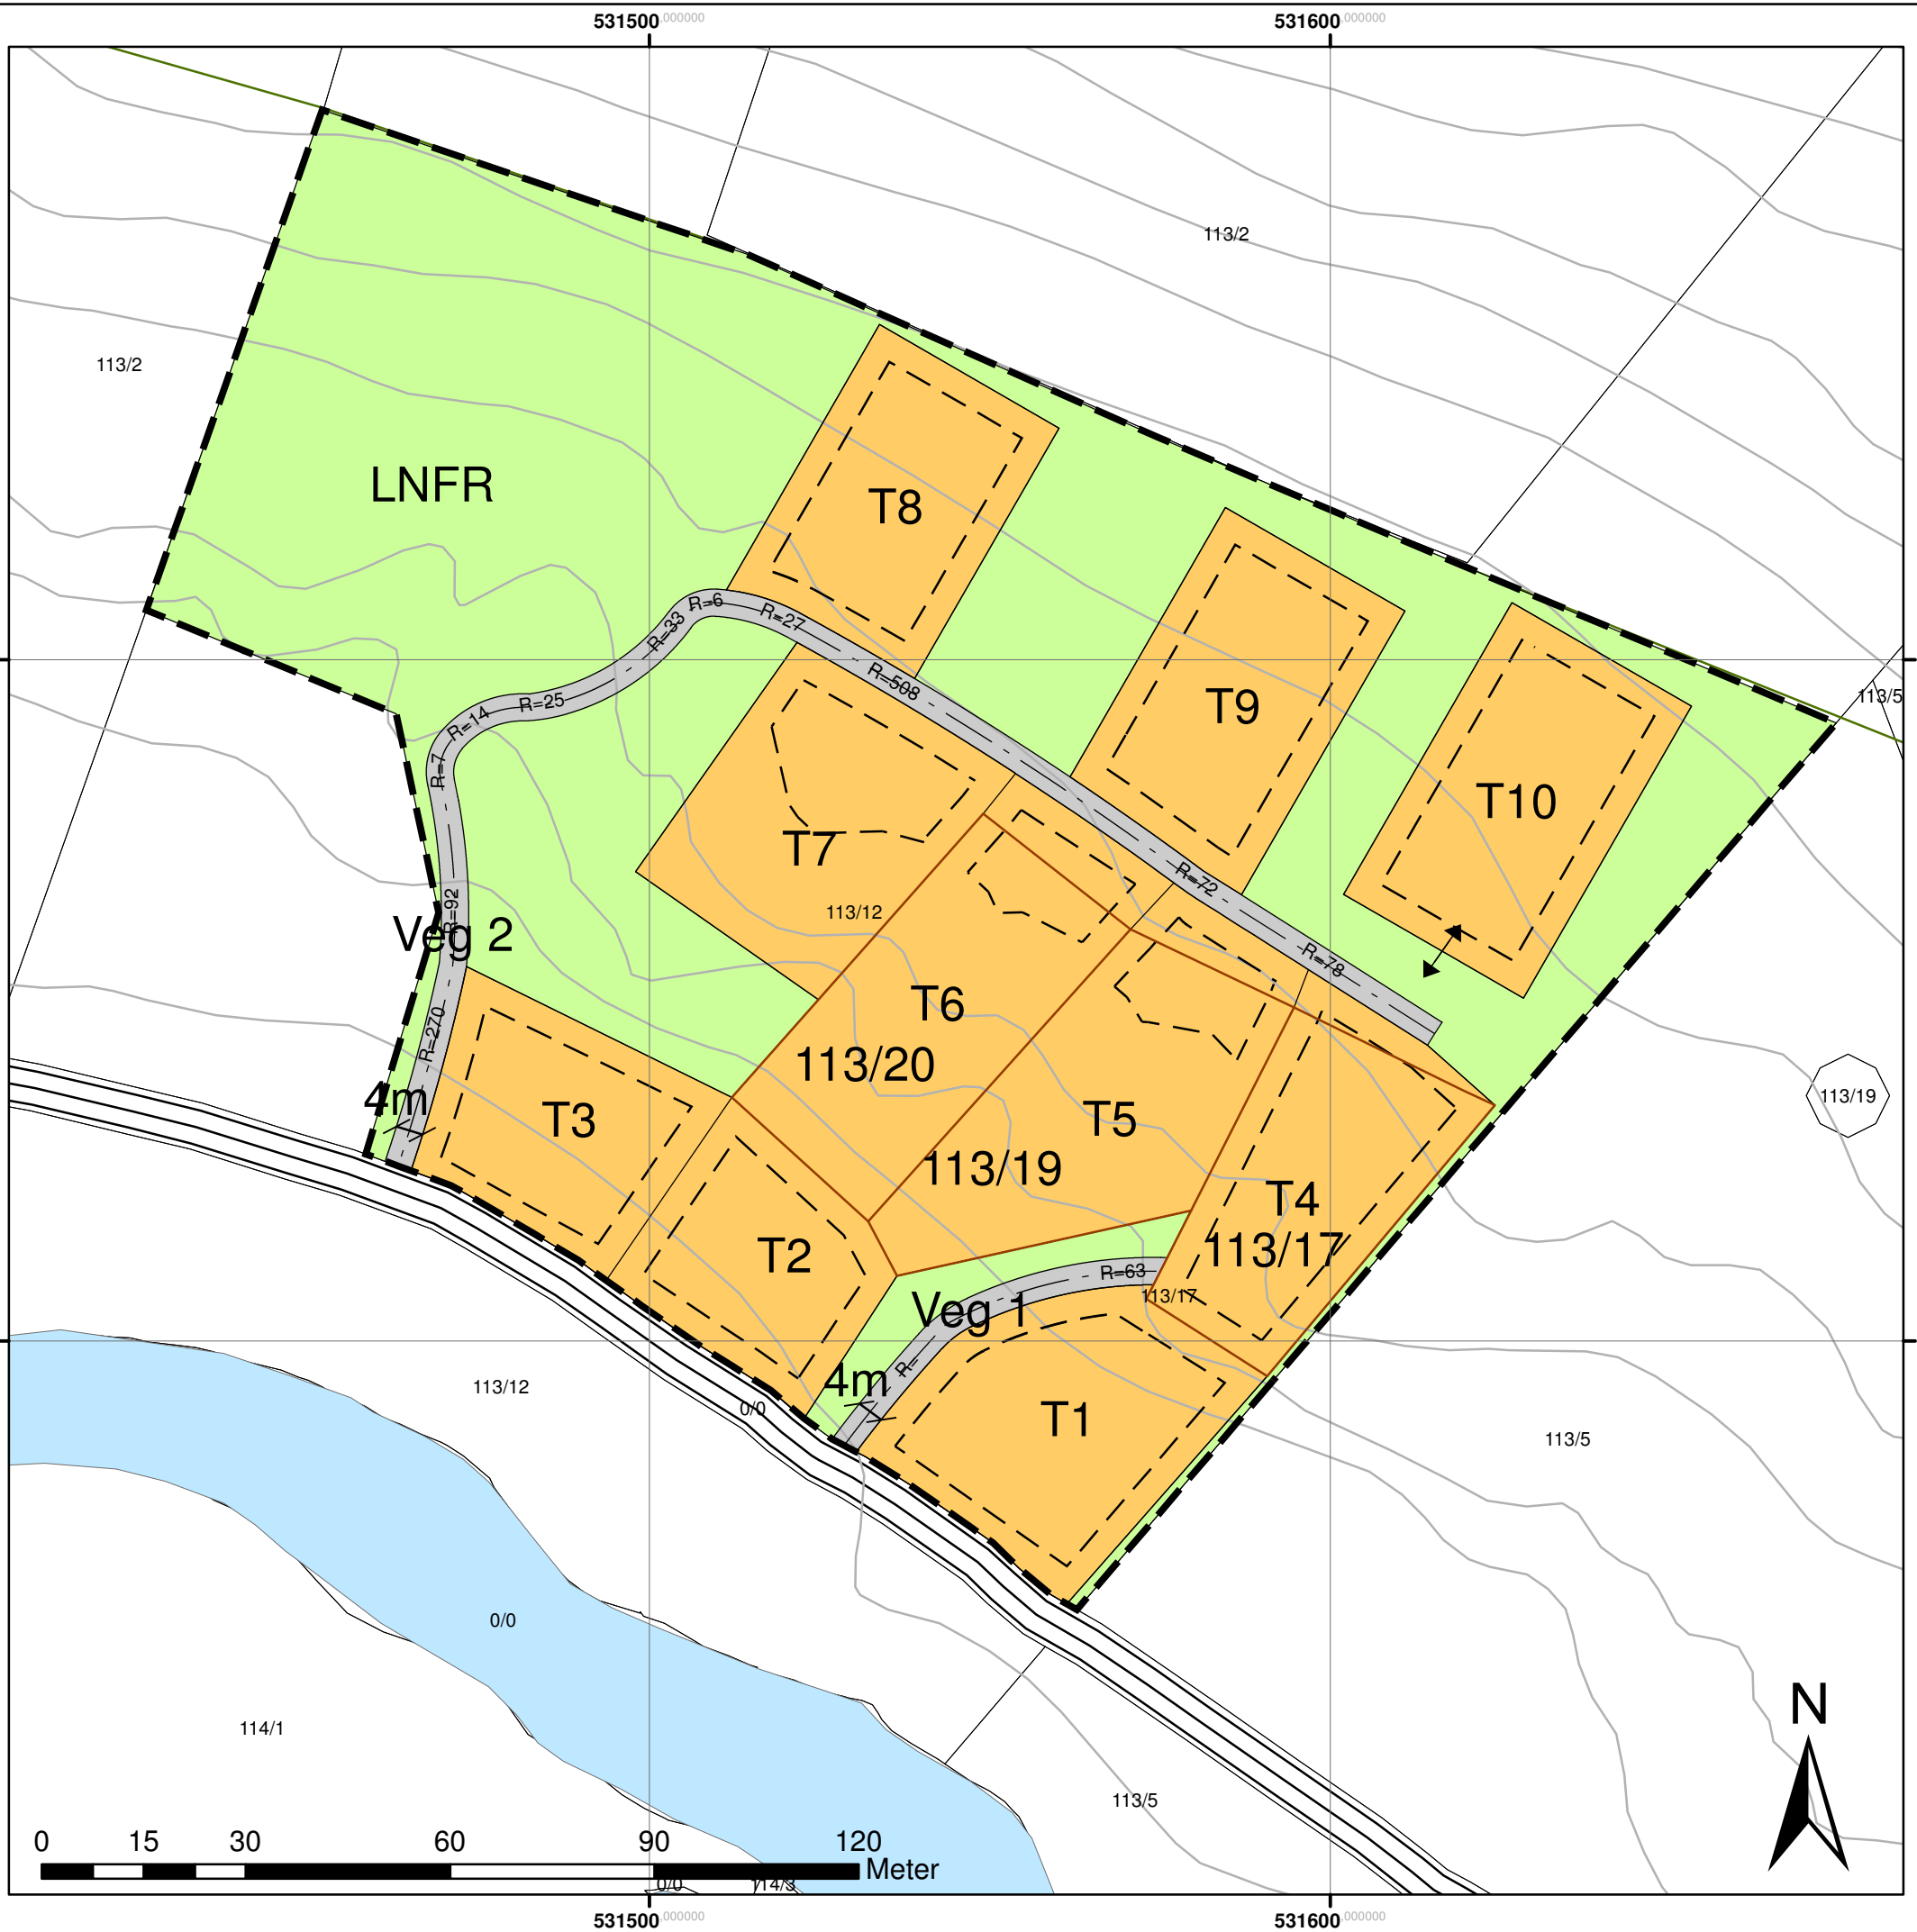 531500.000000 531600.000000
113/2
113/2
LNFR
T8
R=6
R=27
R=33
R=508
113/5
R=25
R=14
T9
R=7
T10
T7
R=72
R=92
113/12
Veg 2
R=78
T6
R=270
113/20
4m
T3
T5
113/19
113/19
T4
T2
113/17
R=63
113/17
Veg 1
R=
4m
113/12
0/0
T1
113/5
0/0
N
114/1
113/5
0 15 30 60 90 120
Meter
0/0 114/3
531500.000000 531600.000000